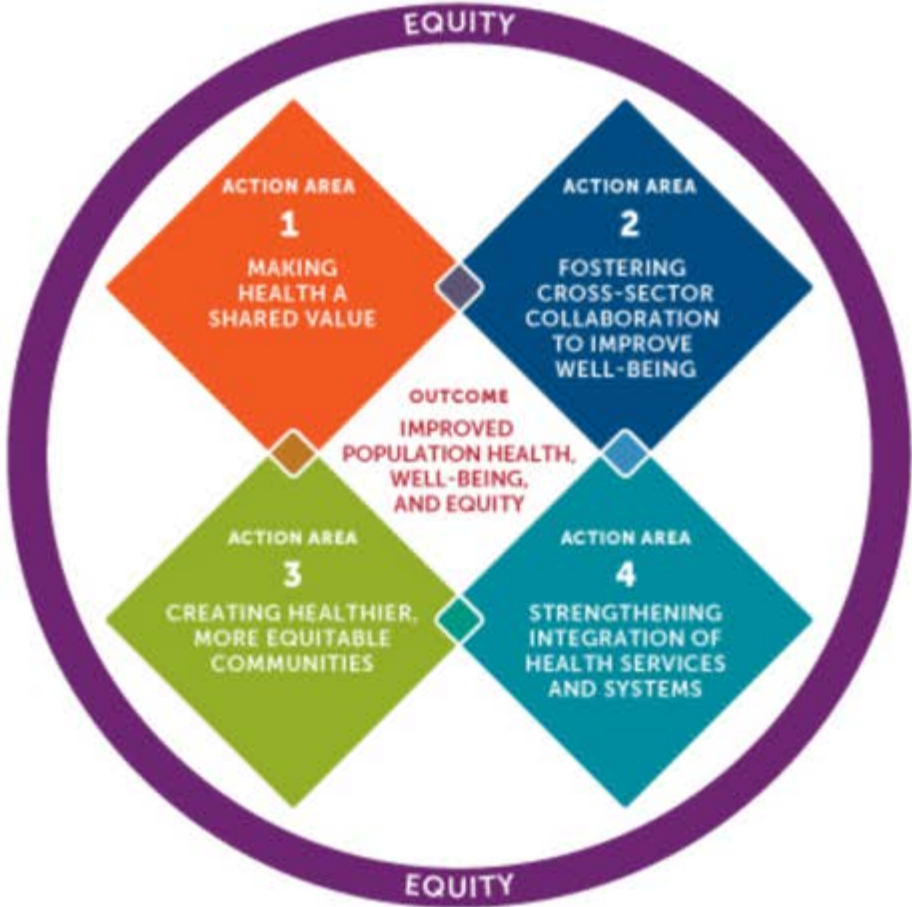 EQUITY
ACTION AREA
1
MAKING
HEALTH A
SHARED VALUE
ACTION AREA
2
FOSTERING
CROSS-SECTOR
COLLABORATION
TO IMPROVE
WELL-BEING
OUTCOME
IMPROVED
POPULATION HEALTH,
WELL-BEING,
AND EQUITY
ACTION AREA
3
CREATING HEALTHIER,
MORE EQUITABLE
COMMUNITIES
ACTION AREA
4
STRENGTHENING
INTEGRATION OF
HEALTH SERVICES
AND SYSTEMS
EQUITY